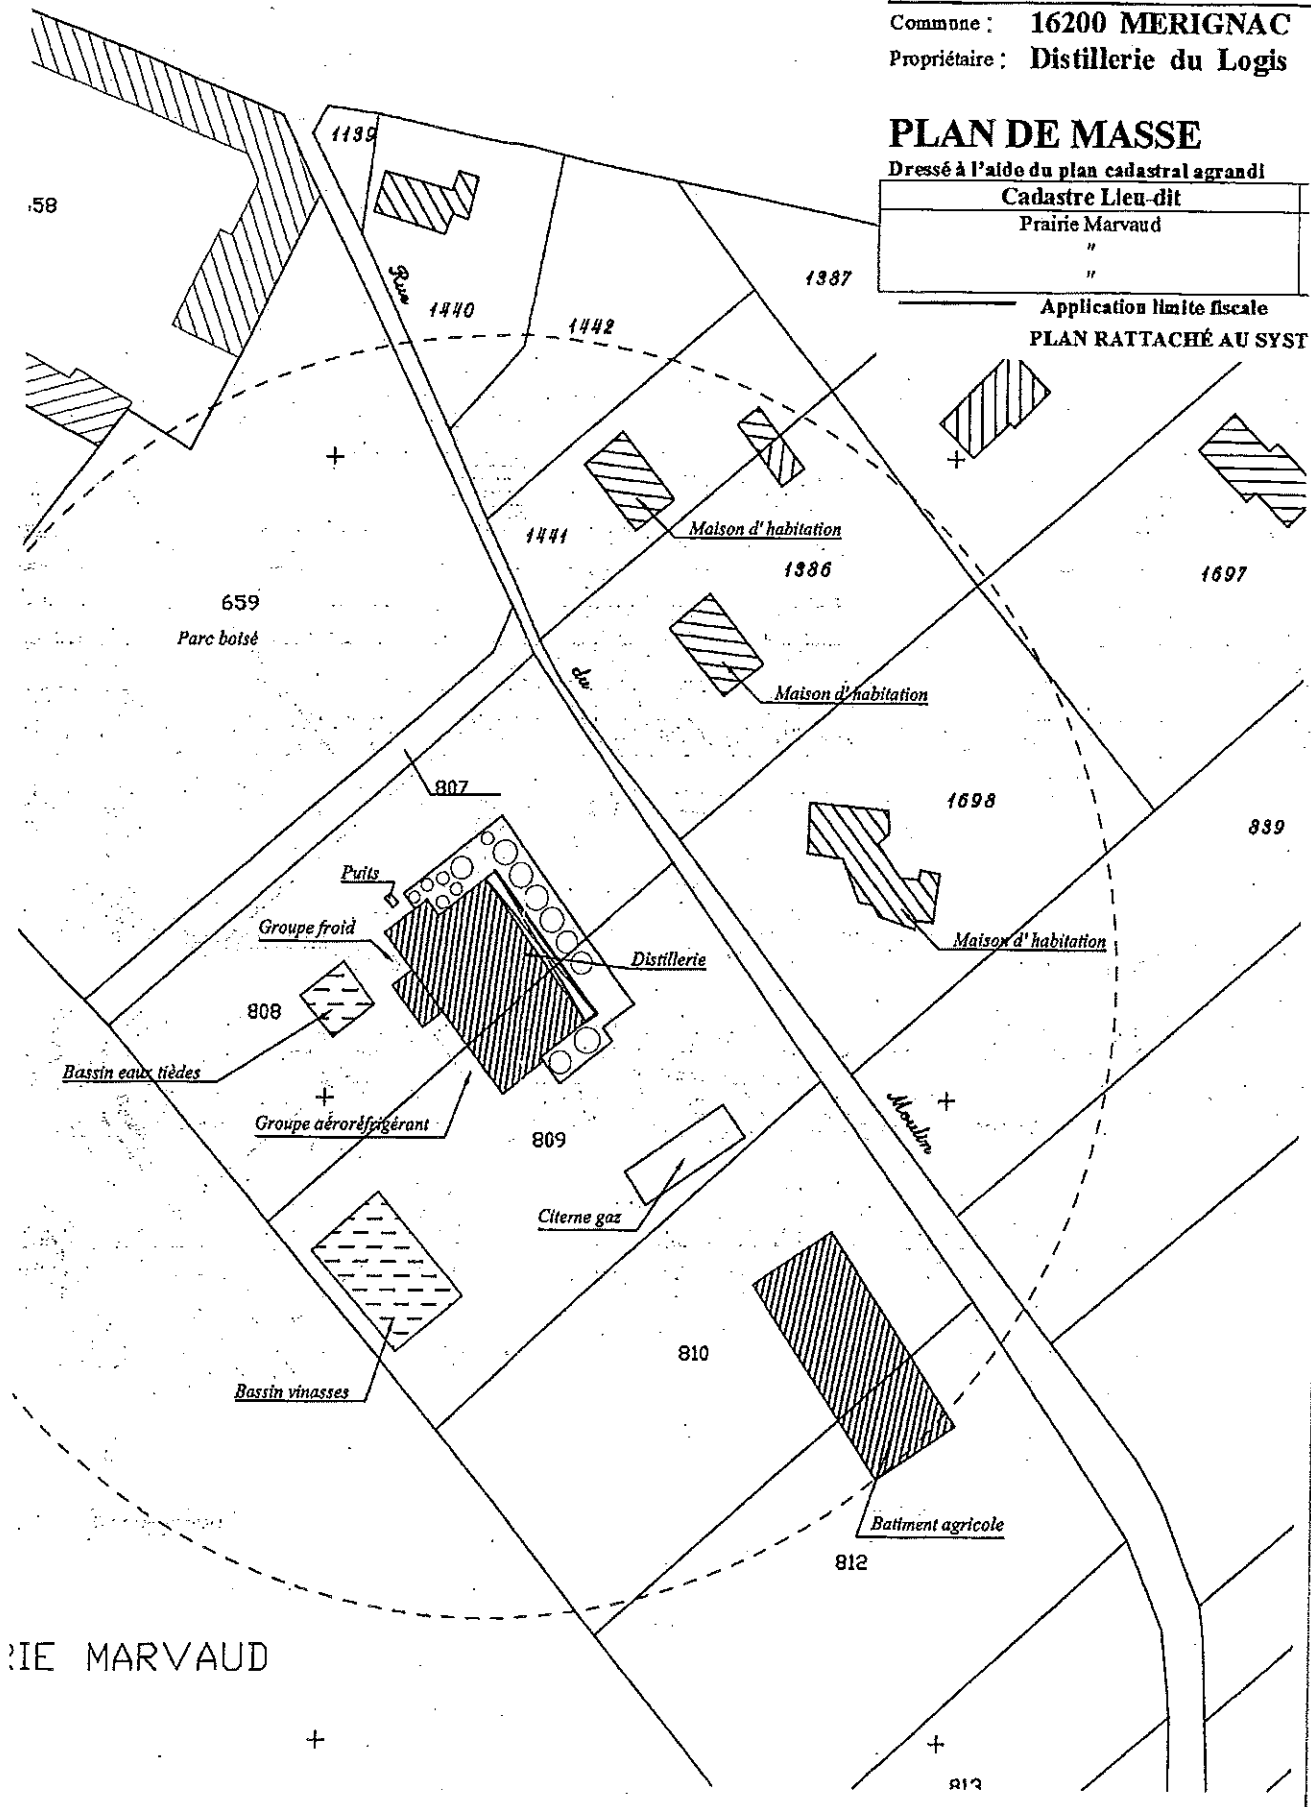 Commune : 16200 MERIGNAC
Propriétaire : Distillerie du Logis
PLAN DE MASSE
Dressé à l'aide du plan cadastral agrandi
Cadastre Lieu-dit
Prairie Marvaud
"
"
Application limite fiscale
PLAN RATTACHÉ AU SYST
1139
58
1387
Rue
1440
1442
1441
Maison d'habitation
1386
1697
659
Parc boisé
du
Maison d'habitation
807
1698
839
Puits
Groupe froid
Distillerie
Maison d'habitation
808
Bassin eaux tièdes
Groupe aéroréfrigérant
809
Moulin
Citerne gaz
810
Bassin vinasses
Batiment agricole
812
RIE MARVAUD
813